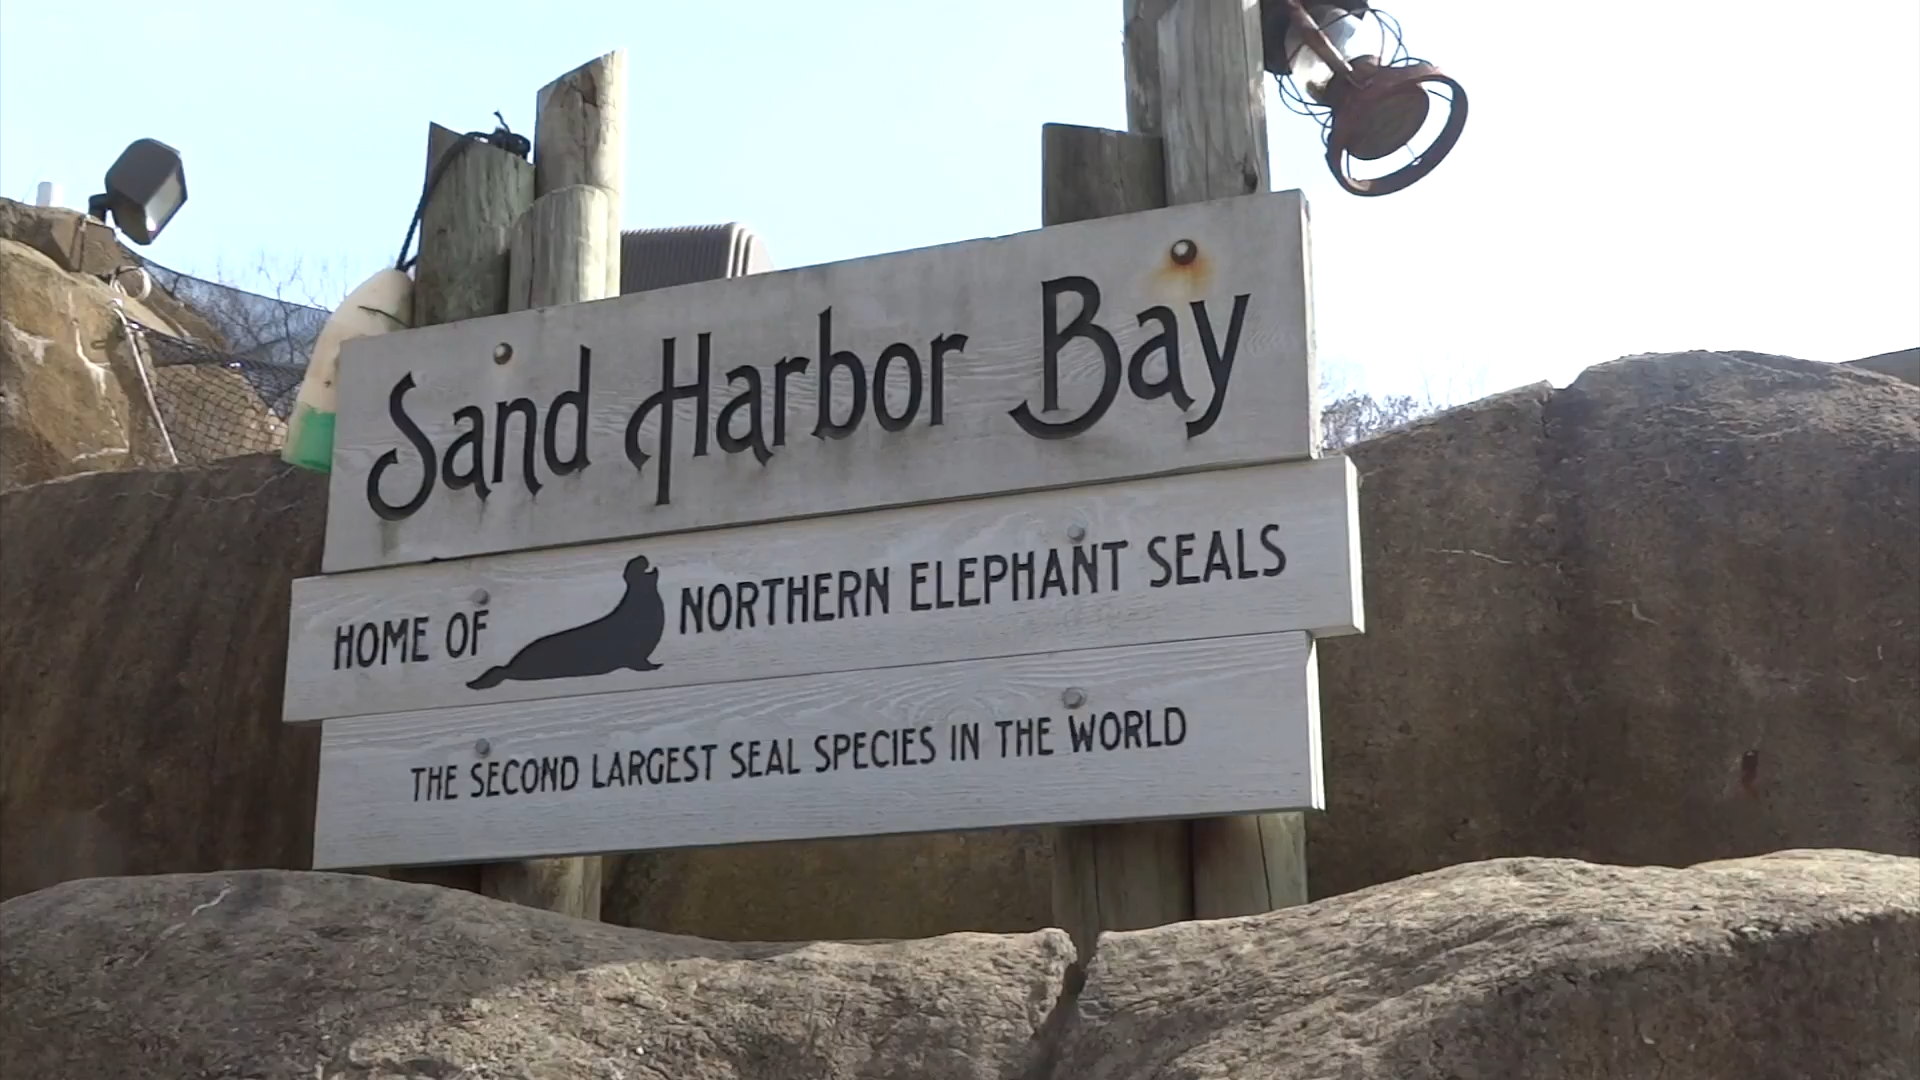 Sand Harbor Bay
HOME OF NORTHERN ELEPHANT SEALS
THE SECOND LARGEST SEAL SPECIES IN THE WORLD